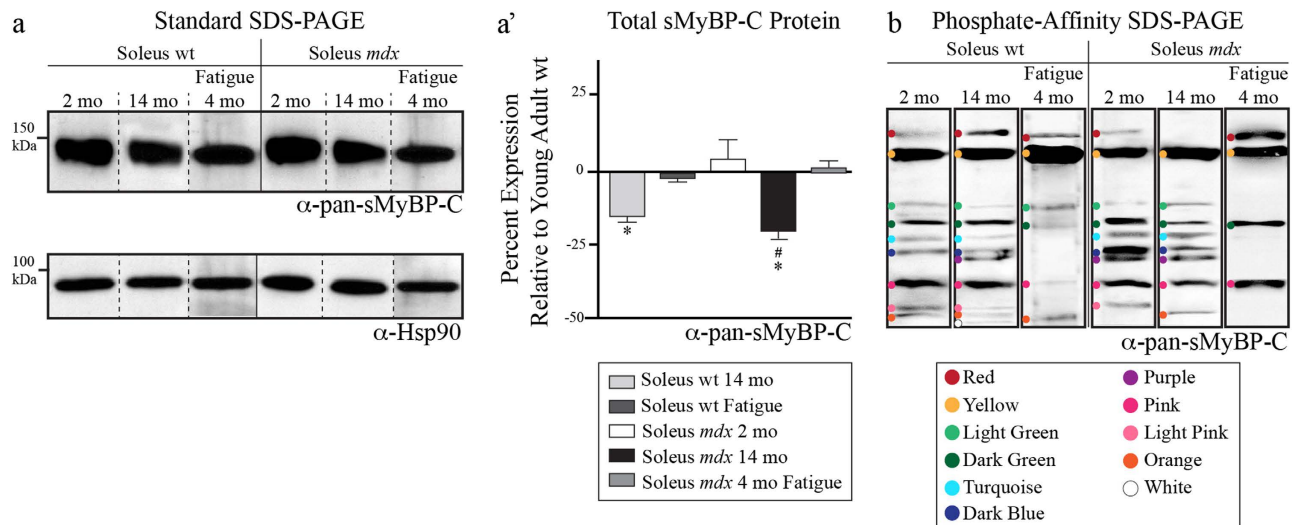 a
Standard SDS-PAGE
Soleus wt
Soleus mdx
Fatigue
Fatigue
2 mo
14 mo
4 mo
2 mo
14 mo
4 mo
150
kDa
α-pan-sMyBP-C
100
kDa
α-Hsp90
a'
Total sMyBP-C Protein
Percent Expression
Relative to Young Adult wt
25
0
-25
-50
*
#
*
α-pan-sMyBP-C
Soleus wt 14 mo
Soleus wt Fatigue
Soleus mdx 2 mo
Soleus mdx 14 mo
Soleus mdx 4 mo Fatigue
b
Phosphate-Affinity SDS-PAGE
Soleus wt
Soleus mdx
Fatigue
Fatigue
2 mo
14 mo
4 mo
2 mo
14 mo
4 mo
α-pan-sMyBP-C
Red
Yellow
Light Green
Dark Green
Turquoise
Dark Blue
Purple
Pink
Light Pink
Orange
White